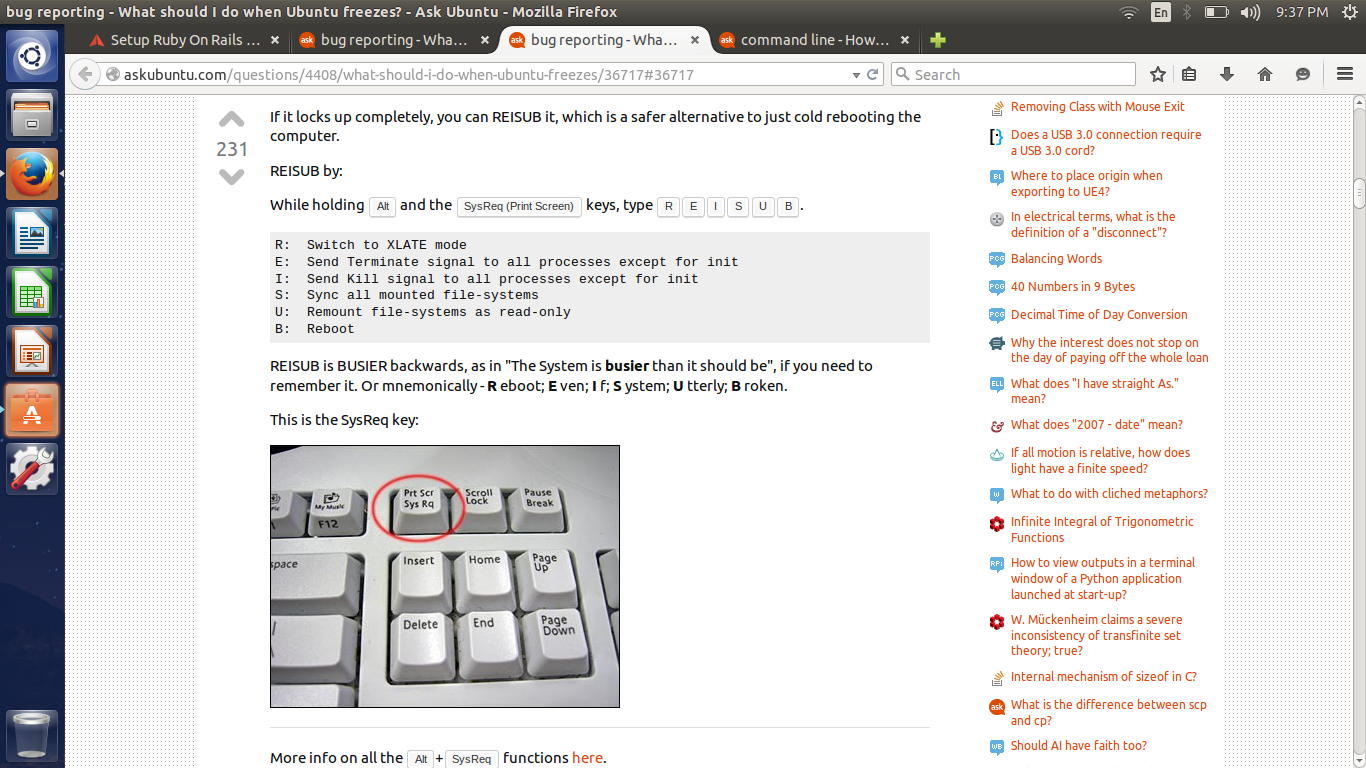 bug reporting - What should I do when Ubuntu freezes? - Ask Ubuntu - Mozilla Firefox
En
9:37 PM
Setup Ruby On Rails ...
bug reporting - Wha...
bug reporting - Wha...
command line - How...
askubuntu.com/questions/4408/what-should-i-do-when-ubuntu-freezes/36717#36717
Search
231
If it locks up completely, you can REISUB it, which is a safer alternative to just cold rebooting the
computer.
REISUB by:
While holding Alt and the SysReq (Print Screen) keys, type R E I S U B.
R: Switch to XLATE mode
E: Send Terminate signal to all processes except for init
I: Send Kill signal to all processes except for init
S: Sync all mounted file-systems
U: Remount file-systems as read-only
B: Reboot
REISUB is BUSIER backwards, as in "The System is busier than it should be", if you need to
remember it. Or mnemonically - R eboot; E ven; I f; S ystem; U tterly; B roken.
This is the SysReq key:
My Music
F12
Prt Scr
Sys Rq
Scroll
Lock
Pause
Break
space
Insert
Home
Page
Up
Delete
End
Page
Down
More info on all the Alt + SysReq functions here.
Removing Class with Mouse Exit
Does a USB 3.0 connection require
a USB 3.0 cord?
BL
Where to place origin when
exporting to UE4?
In electrical terms, what is the
definition of a "disconnect"?
PCG
Balancing Words
PCG
40 Numbers in 9 Bytes
PCG
Decimal Time of Day Conversion
Why the interest does not stop on
the day of paying off the whole loan
ELL
What does "I have straight As."
mean?
What does "2007 - date" mean?
If all motion is relative, how does
light have a finite speed?
W
What to do with cliched metaphors?
Infinite Integral of Trigonometric
Functions
RPi
How to view outputs in a terminal
window of a Python application
launched at start-up?
W. Mückenheim claims a severe
inconsistency of transfinite set
theory; true?
Internal mechanism of sizeof in C?
ask
What is the difference between scp
and cp?
WB
Should AI have faith too?